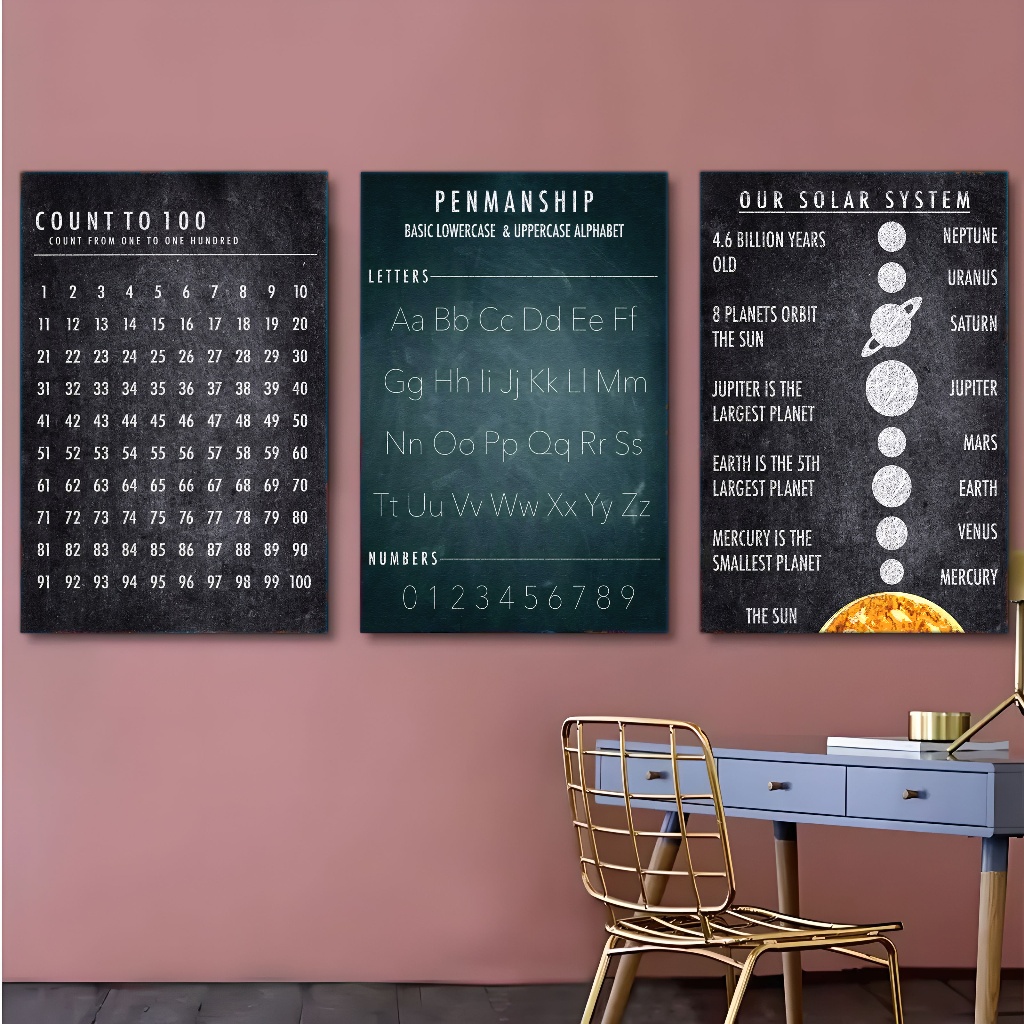 COUNT TO 100
COUNT FROM ONE TO ONE HUNDRED
1 2 3 4 5 6 7 8 9 10
11 12 13 14 15 16 17 18 19 20
21 22 23 24 25 26 27 28 29 30
31 32 33 34 35 36 37 38 39 40
41 42 43 44 45 46 47 48 49 50
51 52 53 54 55 56 57 58 59 60
61 62 63 64 65 66 67 68 69 70
71 72 73 74 75 76 77 78 79 80
81 82 83 84 85 86 87 88 89 90
91 92 93 94 95 96 97 98 99 100
PENMANSHIP
BASIC LOWERCASE & UPPERCASE ALPHABET
LETTERS
Aa Bb Cc Dd Ee Ff
Gg Hh Ii Jj Kk Ll Mm
Nn Oo Pp Qq Rr Ss
Tt Uu Vv Ww Xx Yy Zz
NUMBERS
0 1 2 3 4 5 6 7 8 9
OUR SOLAR SYSTEM
4.6 BILLION YEARS
OLD
8 PLANETS ORBIT
THE SUN
JUPITER IS THE
LARGEST PLANET
EARTH IS THE 5TH
LARGEST PLANET
MERCURY IS THE
SMALLEST PLANET
THE SUN
NEPTUNE
URANUS
SATURN
JUPITER
MARS
EARTH
VENUS
MERCURY